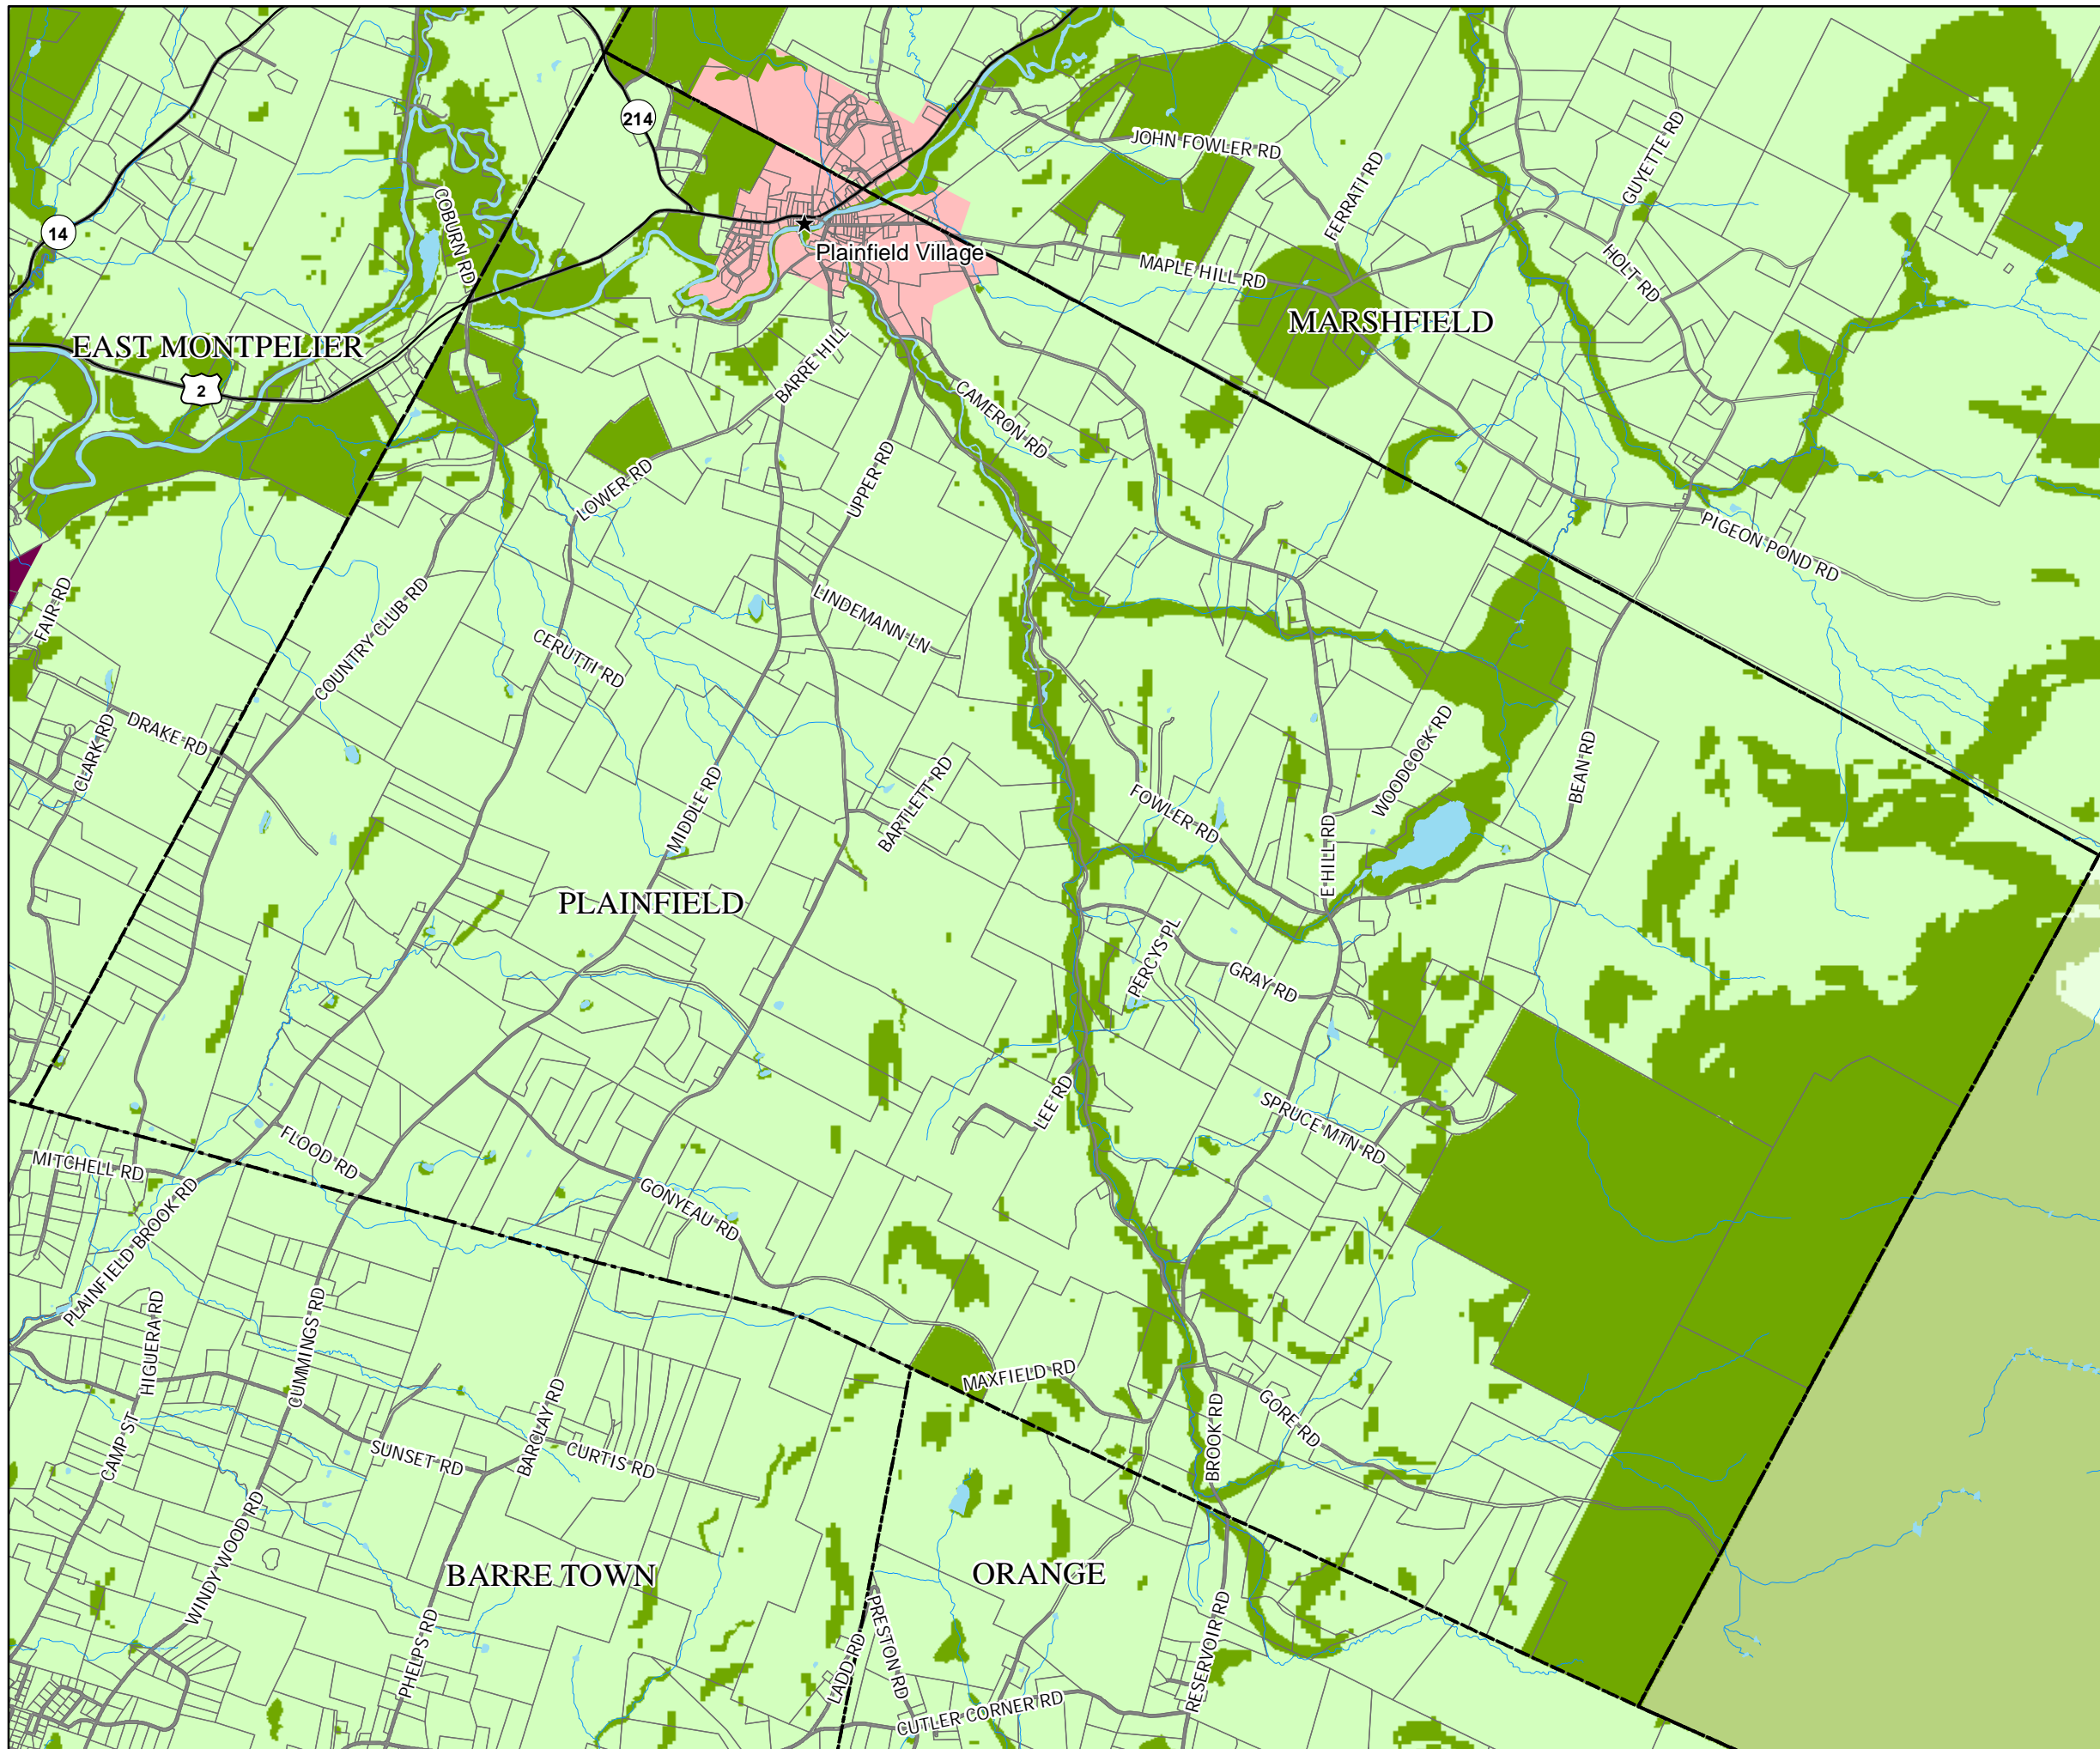 214
JOHN FOWLER RD
FERRATI RD
GUYETTE RD
14
COBURN RD
Plainfield Village
MAPLE HILL RD
HOLT RD
EAST MONTPELIER
MARSHFIELD
2
BARRE HILL
CAMERON RD
UPPER RD
LOWER RD
PIGEON POND RD
FAIR RD
COUNTRY CLUB RD
LINDEMANN LN
CERUTTI RD
DRAKE RD
CLARK RD
MIDDLE RD
BARTLETT RD
FOWLER RD
WOODCOCK RD
BEAN RD
E HILL RD
PLAINFIELD
PERCYS PL
GRAY RD
LEE RD
SPRUCE MTN RD
FLOOD RD
MITCHELL RD
GONYEAU RD
PLAINFIELD BROOK RD
HIGUERA RD
CUMMINGS RD
MAXFIELD RD
GORE RD
BROOK RD
CAMP ST
SUNSET RD
BARCLAY RD
CURTIS RD
WINDY WOOD RD
BARRE TOWN
ORANGE
PHELPS RD
LADD RD
PRESTON RD
RESERVOIR RD
CUTLER CORNER RD